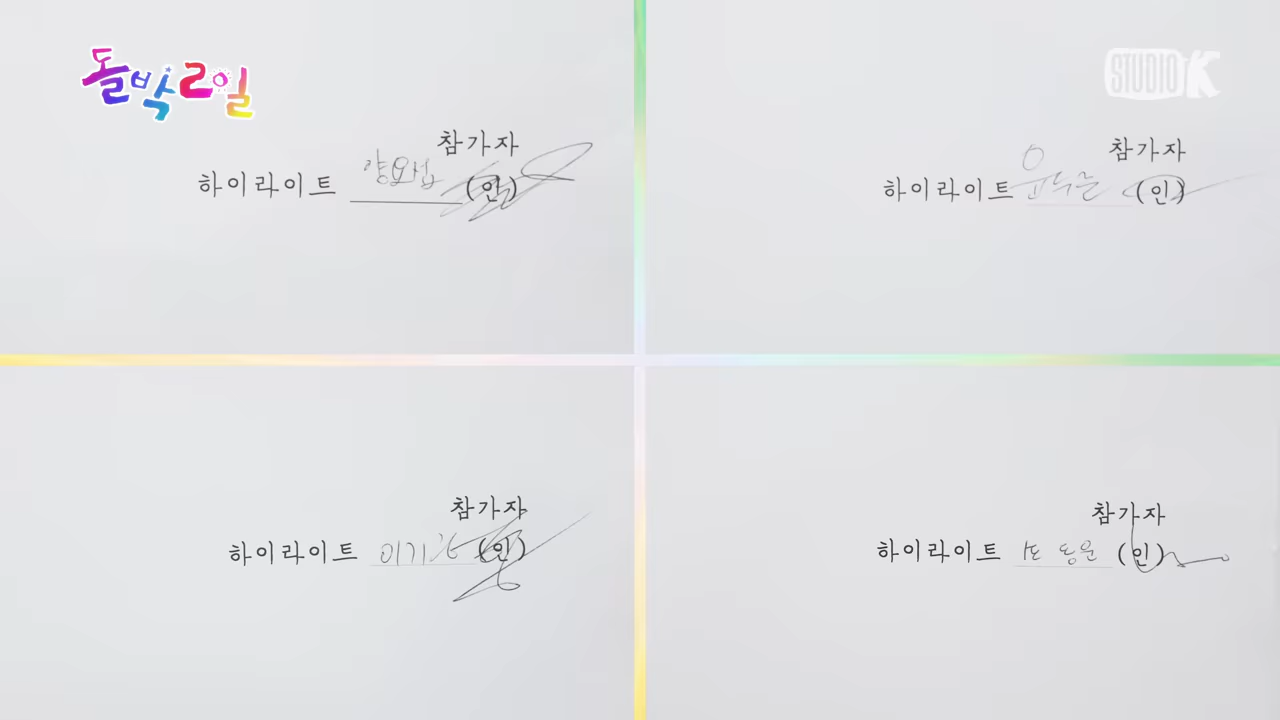 돌박2일
STUDIO K
참가자
하이라이트 양요섭 (인)
참가자
하이라이트 윤두준 (인)
참가자
하이라이트 이기광 (인)
참가자
하이라이트 손동운 (인)